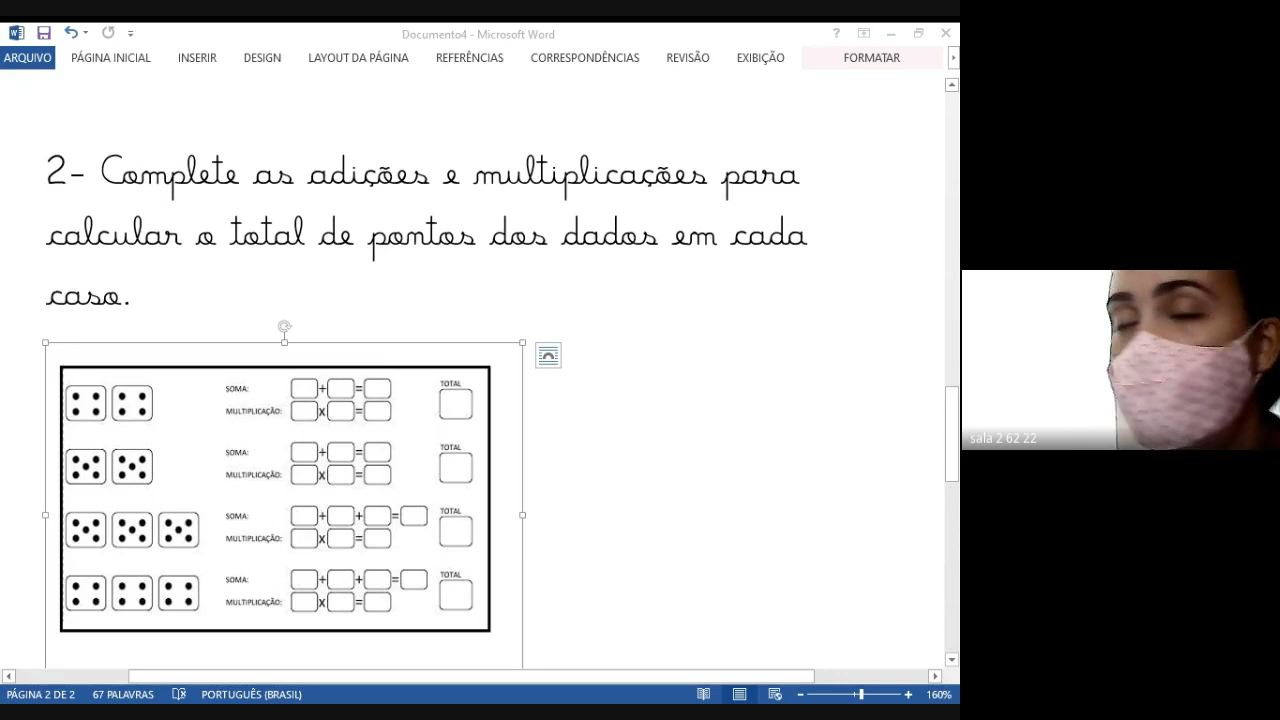 Documento4 - Microsoft Word
?
ARQUIVO PÁGINA INICIAL INSERIR DESIGN LAYOUT DA PÁGINA REFERÊNCIAS CORRESPONDÊNCIAS REVISÃO EXIBIÇÃO FORMATAR
2- Complete as adições e multiplicações para
calcular o total de pontos dos dados em cada
caso.
SOMA: + = TOTAL
MULTIPLICAÇÃO: x =
SOMA: + = TOTAL
MULTIPLICAÇÃO: x =
SOMA: + + = TOTAL
MULTIPLICAÇÃO: x =
SOMA: + + = TOTAL
MULTIPLICAÇÃO: x =
sala 2 62 22
PÁGINA 2 DE 2 67 PALAVRAS PORTUGUÊS (BRASIL) 160%